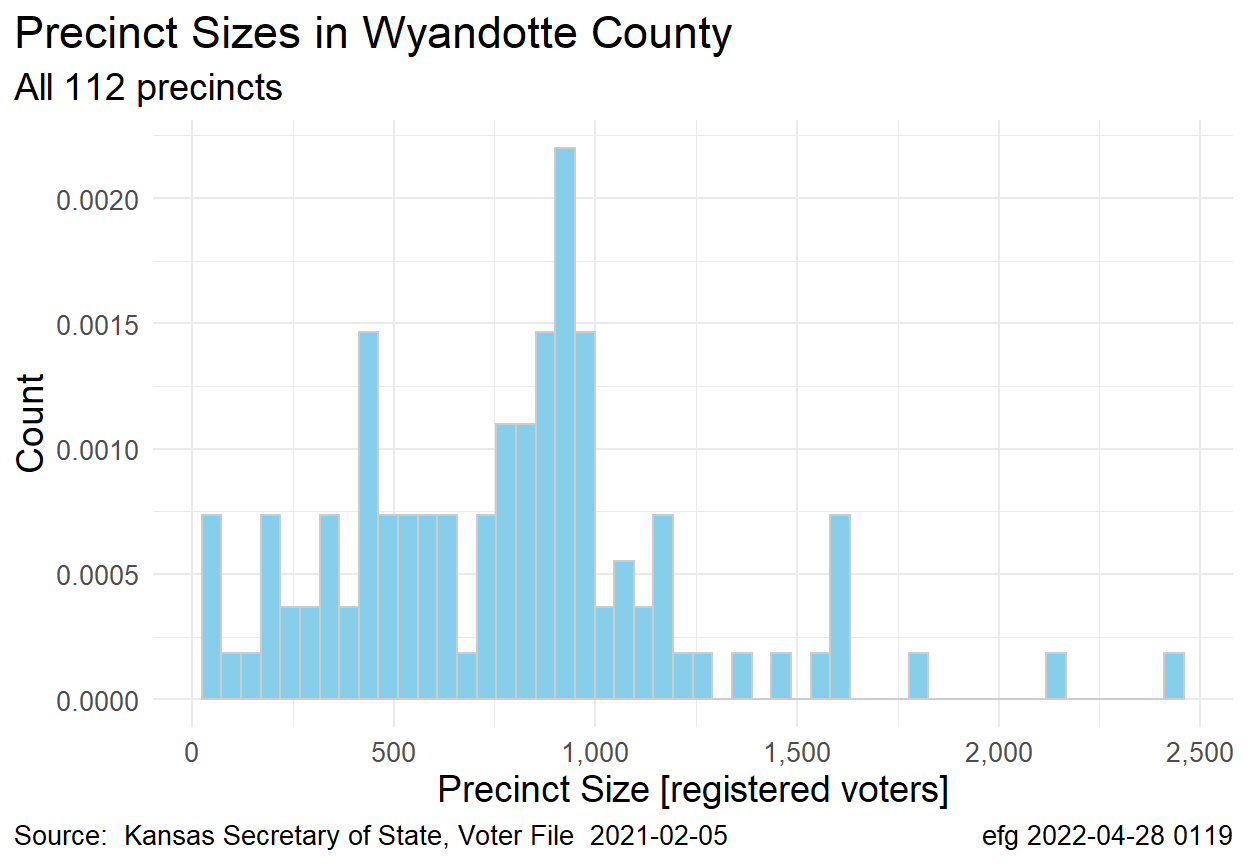 Precinct Sizes in Wyandotte County
All 112 precincts
Count
0.0020
0.0015
0.0010
0.0005
0.0000
0 500 1,000 1,500 2,000 2,500
Precinct Size [registered voters]
Source:  Kansas Secretary of State, Voter File  2021-02-05
efg 2022-04-28 0119